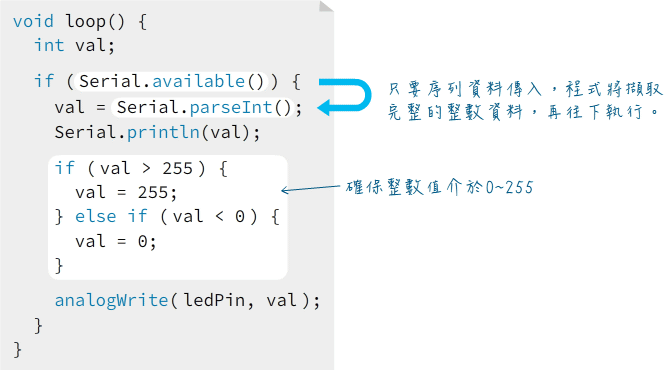 void loop() {
int val;
if (Serial.available()) {
val = Serial.parseInt();
Serial.println(val);
if (val > 255) {
val = 255;
} else if (val < 0) {
val = 0;
}
analogWrite(ledPin, val);
}
}
只要序列資料傳入，程式將擷取
完整的整數資料，再往下執行。
確保整數值介於0~255